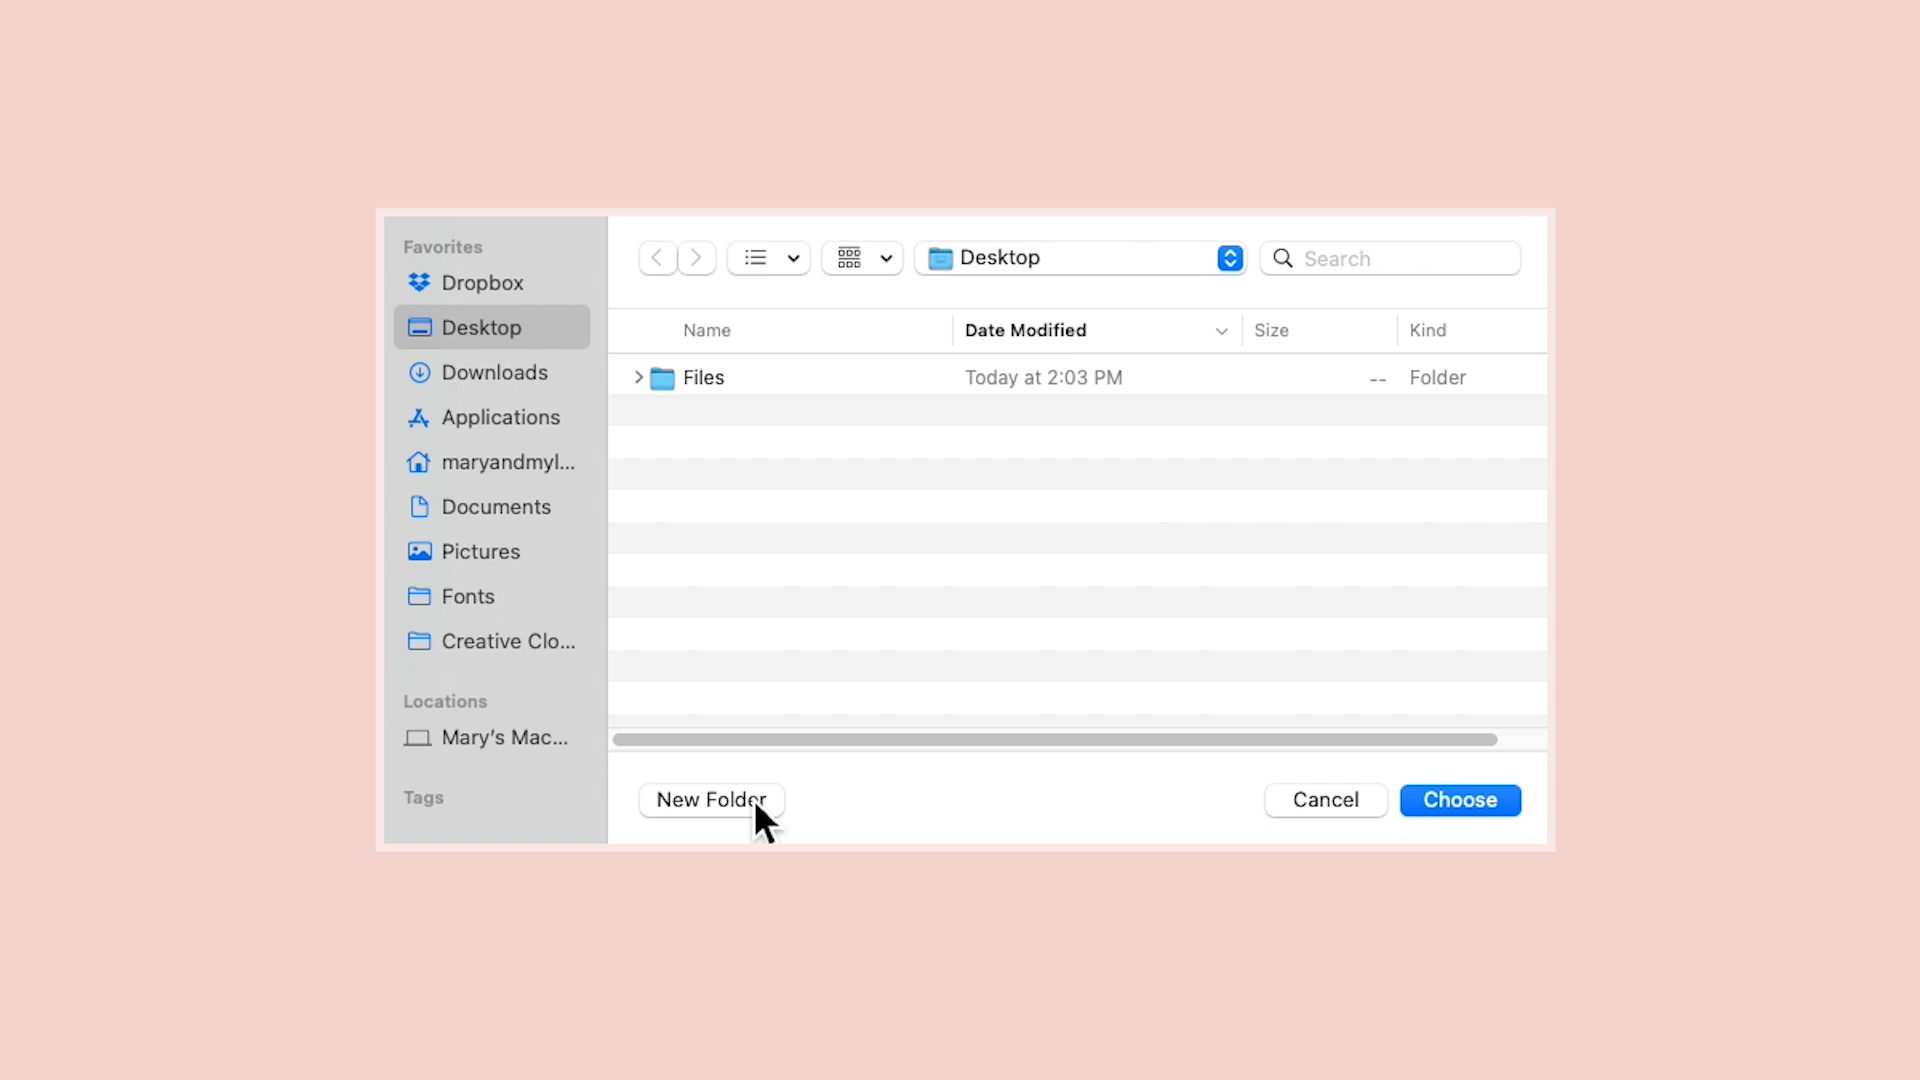 Favorites
Dropbox
Desktop
Downloads
Applications
maryandmyl...
Documents
Pictures
Fonts
Creative Clo...
Locations
Mary's Mac...
Tags
Desktop
Search
Name Date Modified Size Kind
Files Today at 2:03 PM -- Folder
New Folder Cancel Choose